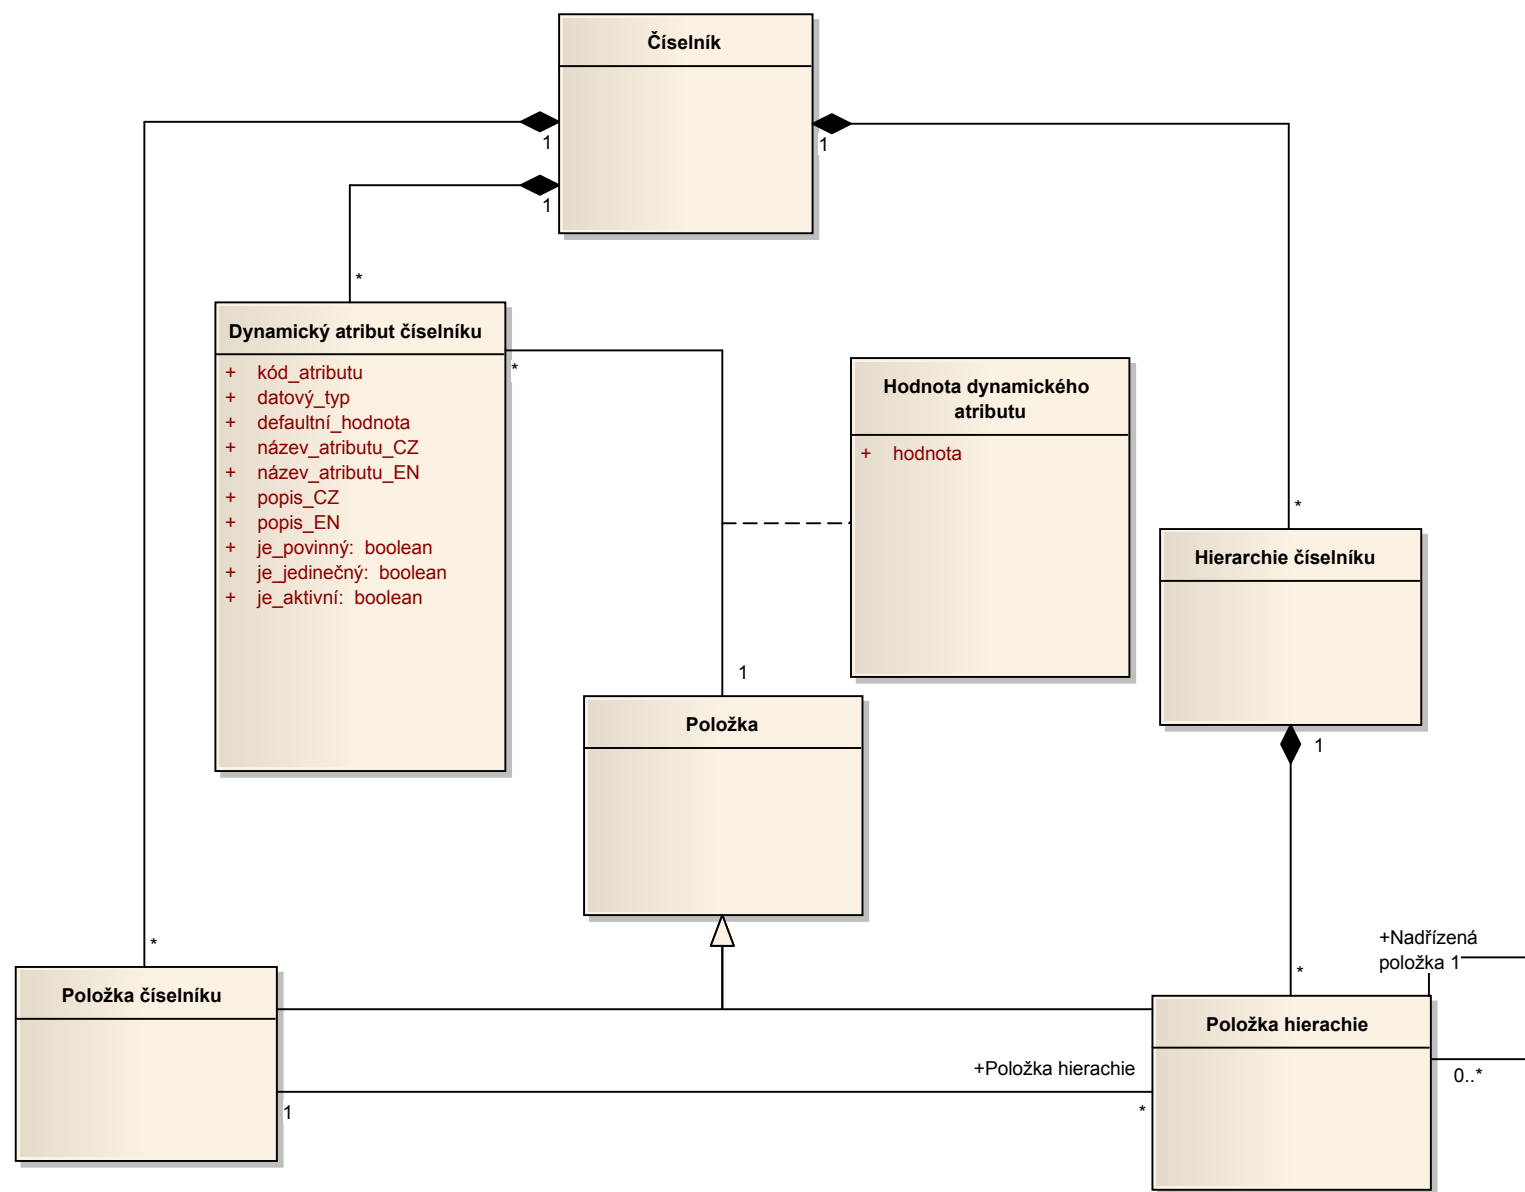 Číselník
1
1
1
*
Dynamický atribut číselníku
+ kód_atributu
+ datový_typ
+ defaultní_hodnota
+ název_atributu_CZ
+ název_atributu_EN
+ popis_CZ
+ popis_EN
+ je_povinný: boolean
+ je_jedinečný: boolean
+ je_aktivní: boolean
*
Hodnota dynamického
atributu
+ hodnota
*
Hierarchie číselníku
1
1
Položka
*
Položka číselníku
*
+Nadřízená
položka 1
Položka hierachie
0..*
+Položka hierachie
1
*